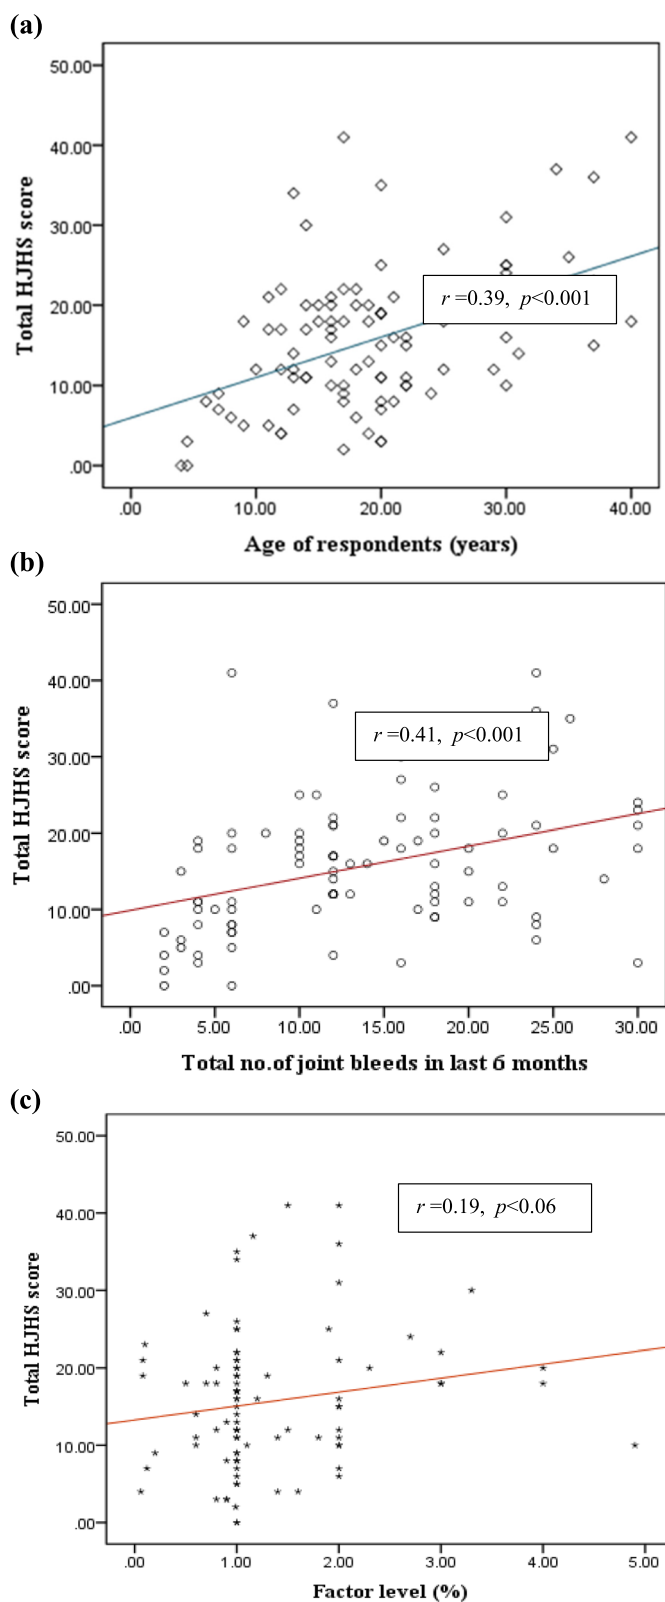 (a)
Total HJHS score
50.00
40.00
30.00
20.00
10.00
.00
r =0.39, p<0.001
.00 10.00 20.00 30.00 40.00
Age of respondents (years)
(b)
Total HJHS score
50.00
40.00
30.00
20.00
10.00
.00
r =0.41, p<0.001
.00 5.00 10.00 15.00 20.00 25.00 30.00
Total no.of joint bleeds in last 6 months
(c)
Total HJHS score
50.00
40.00
30.00
20.00
10.00
.00
r =0.19, p<0.06
.00 1.00 2.00 3.00 4.00 5.00
Factor level (%)